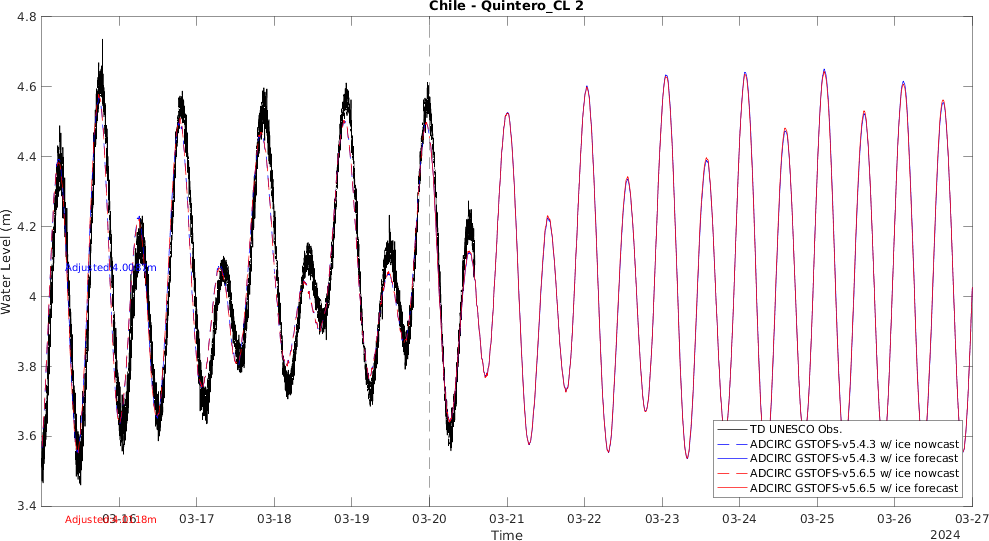 Chile - Quintero_CL 2
Water Level (m)
4.8
4.6
4.4
4.2
4
3.8
3.6
3.4
TD UNESCO Obs.
ADCIRC GSTOFS-v5.4.3 w/ ice nowcast
ADCIRC GSTOFS-v5.4.3 w/ ice forecast
ADCIRC GSTOFS-v5.6.5 w/ ice nowcast
ADCIRC GSTOFS-v5.6.5 w/ ice forecast
03-16 03-17 03-18 03-19 03-20 03-21 03-22 03-23 03-24 03-25 03-26 03-27
Time
2024